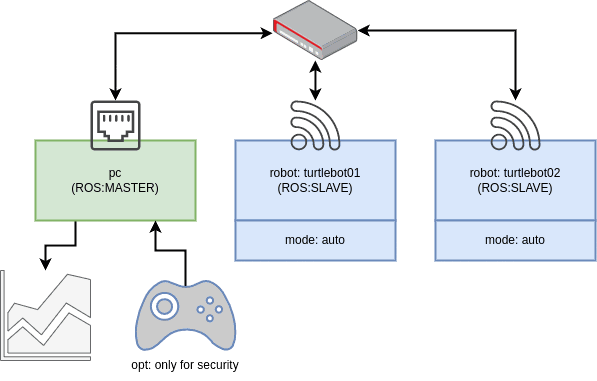 pc
(ROS:MASTER)
robot: turtlebot01
(ROS:SLAVE)
mode: auto
robot: turtlebot02
(ROS:SLAVE)
mode: auto
opt: only for security